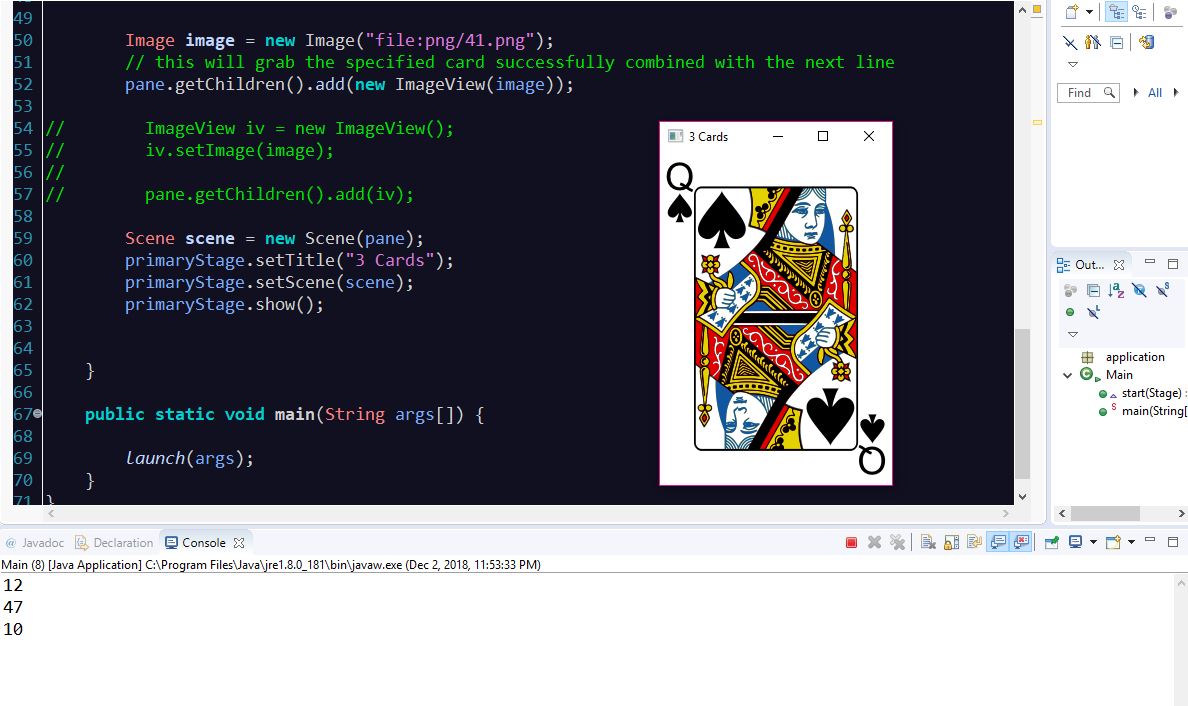 49
50 Image image = new Image("file:png/41.png");
51 // this will grab the specified card successfully combined with the next line
52 pane.getChildren().add(new ImageView(image));
53
54 // ImageView iv = new ImageView();
55 // iv.setImage(image);
56 //
57 // pane.getChildren().add(iv);
58
59 Scene scene = new Scene(pane);
60 primaryStage.setTitle("3 Cards");
61 primaryStage.setScene(scene);
62 primaryStage.show();
63
64
65 }
66
67 public static void main(String args[]) {
68
69 launch(args);
70 }
71 }
3 Cards
Q
Q
Find
All
Out...
application
Main
start(Stage) :
main(String[
@ Javadoc
Declaration
Console
Main (8) [Java Application] C:\Program Files\Java\jre1.8.0_181\bin\javaw.exe (Dec 2, 2018, 11:53:33 PM)
12
47
10